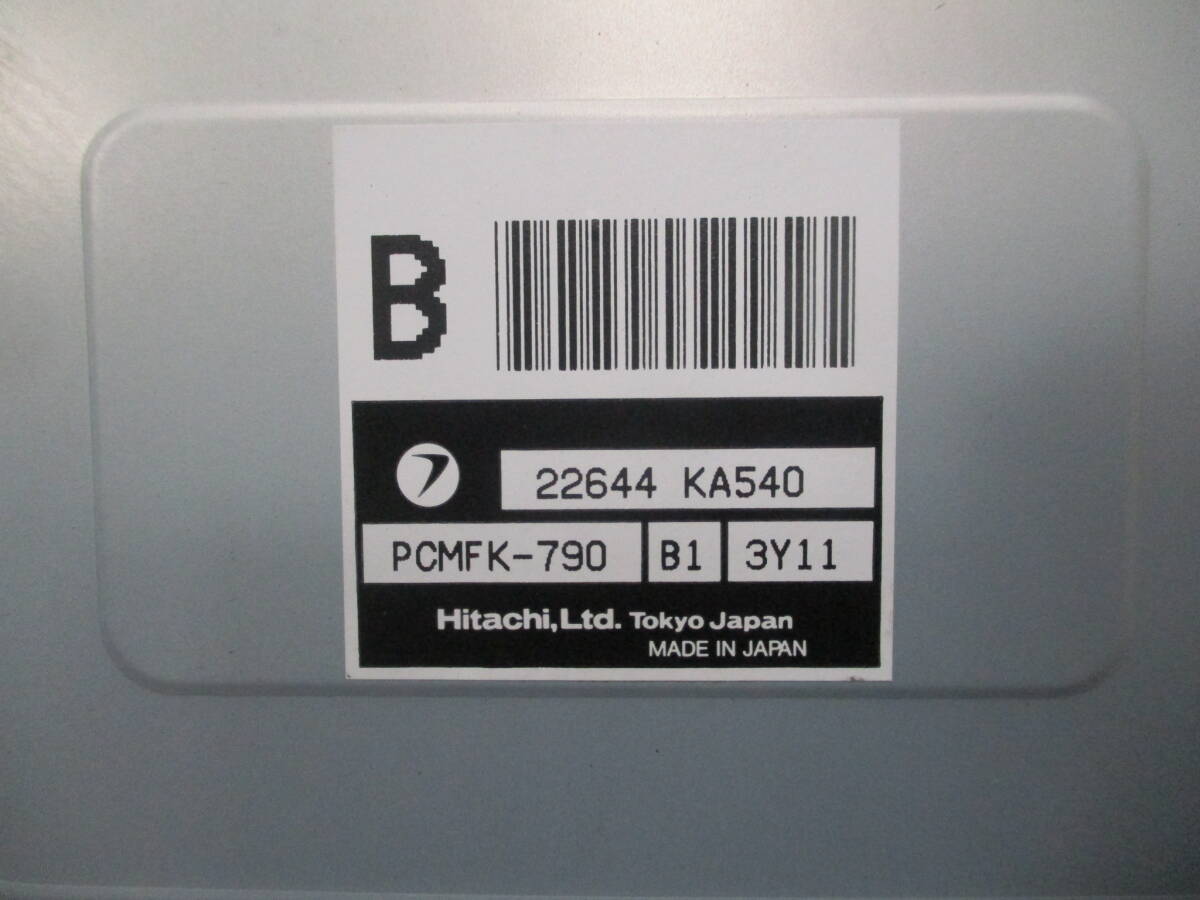 B
22644 KA540
PCMFK-790 B1 3Y11
Hitachi,Ltd. Tokyo Japan
MADE IN JAPAN